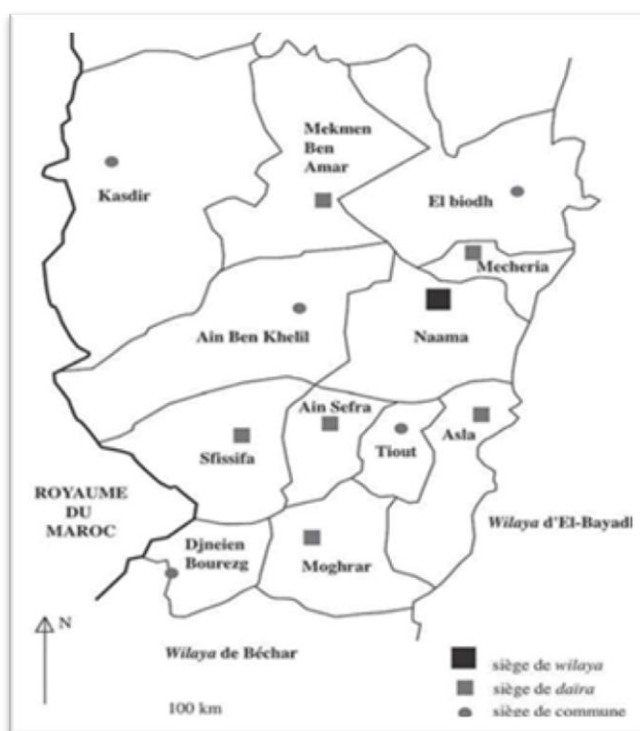 Mekmen
Ben
Amar
Kasdir
El biodh
Mecheria
Ain Ben Khelil
Naama
Ain Sefra
Asla
Tiout
Sfissifa
ROYAUME
DU
MAROC
Wilaya d'El-Bayadl
Djneien
Bourezg
Moghrar
N
Wilaya de Béchar
siège de wilaya
siège de daïra
100 km
siège de commune